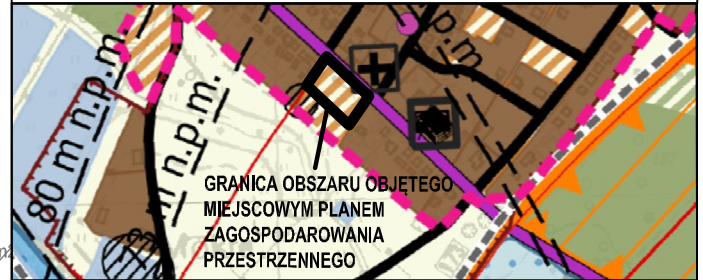 p.m.
80 m n.p.m.
m n.p.m.
GRANICA OBSZARU OBJĘTEGO
MIEJSCOWYM PLANEM
ZAGOSPODAROWANIA
PRZESTRZENNEGO